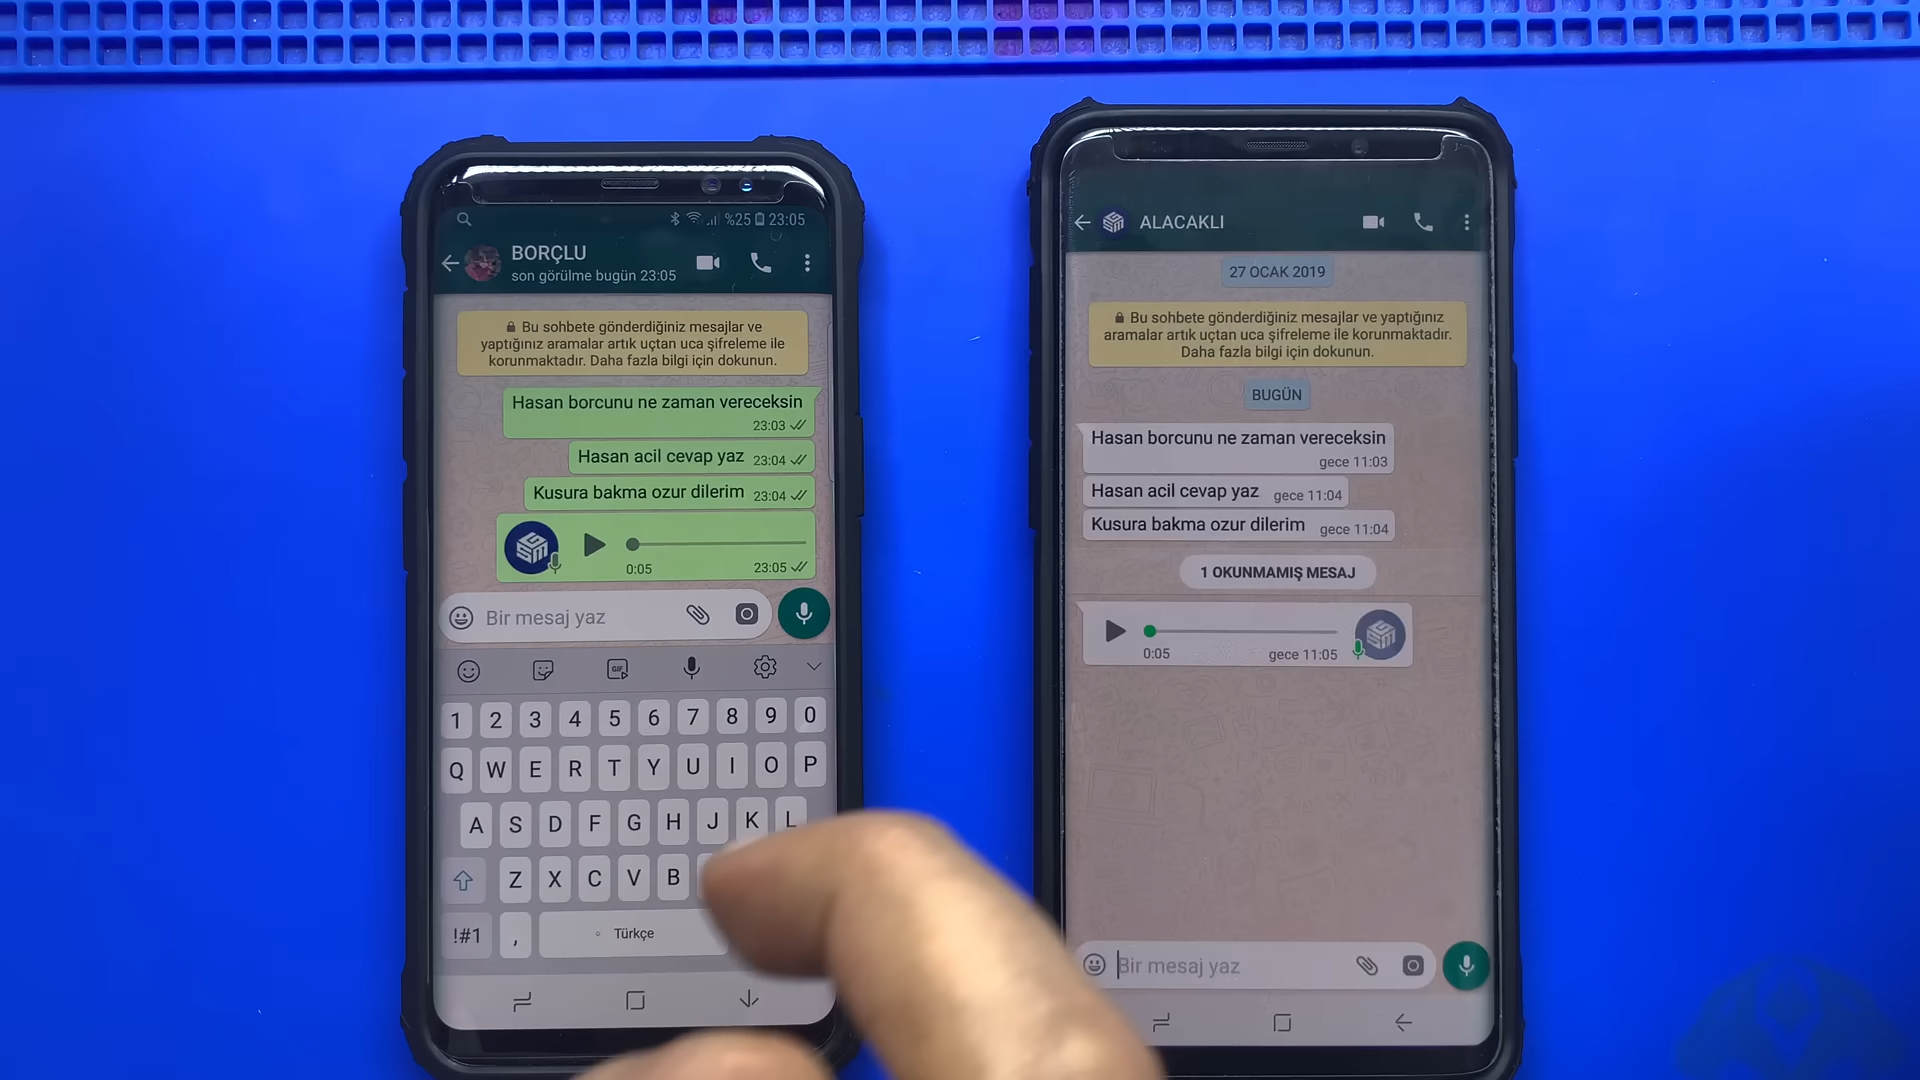 %25 23:05
BORÇLU
son görülme bugün 23:05
Bu sohbete gönderdiğiniz mesajlar ve
yaptığınız aramalar artık uçtan uca şifreleme ile
korunmaktadır. Daha fazla bilgi için dokunun.
Hasan borcunu ne zaman vereceksin
23:03
Hasan acil cevap yaz 23:04
Kusura bakma ozur dilerim 23:04
GSM
0:05 23:05
Bir mesaj yaz
GIF
1 2 3 4 5 6 7 8 9 0
Q W E R T Y U I O P
A S D F G H J K L
Z X C V B
!#1 , Türkçe
ALACAKLI
27 OCAK 2019
Bu sohbete gönderdiğiniz mesajlar ve yaptığınız
aramalar artık uçtan uca şifreleme ile korunmaktadır.
Daha fazla bilgi için dokunun.
BUGÜN
Hasan borcunu ne zaman vereceksin
gece 11:03
Hasan acil cevap yaz gece 11:04
Kusura bakma ozur dilerim gece 11:04
1 OKUNMAMIŞ MESAJ
GSM
0:05 gece 11:05
Bir mesaj yaz